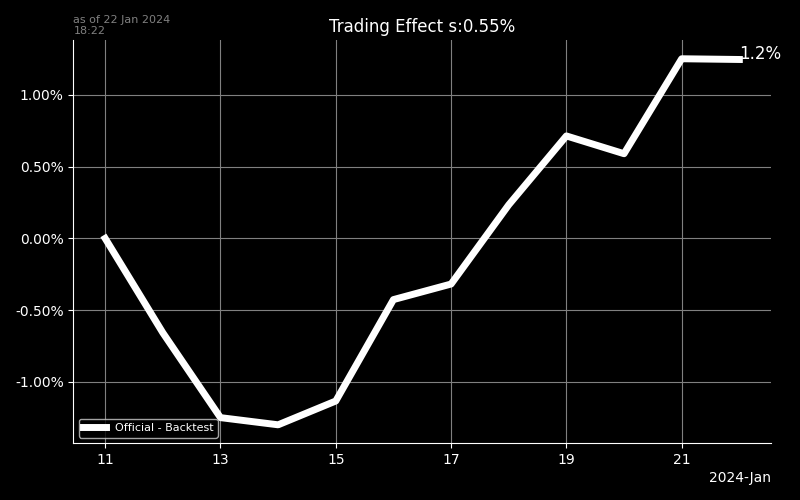 as of 22 Jan 2024
18:22
Trading Effect s:0.55%
1.2%
1.00%
0.50%
0.00%
-0.50%
-1.00%
Official - Backtest
11 13 15 17 19 21
2024-Jan